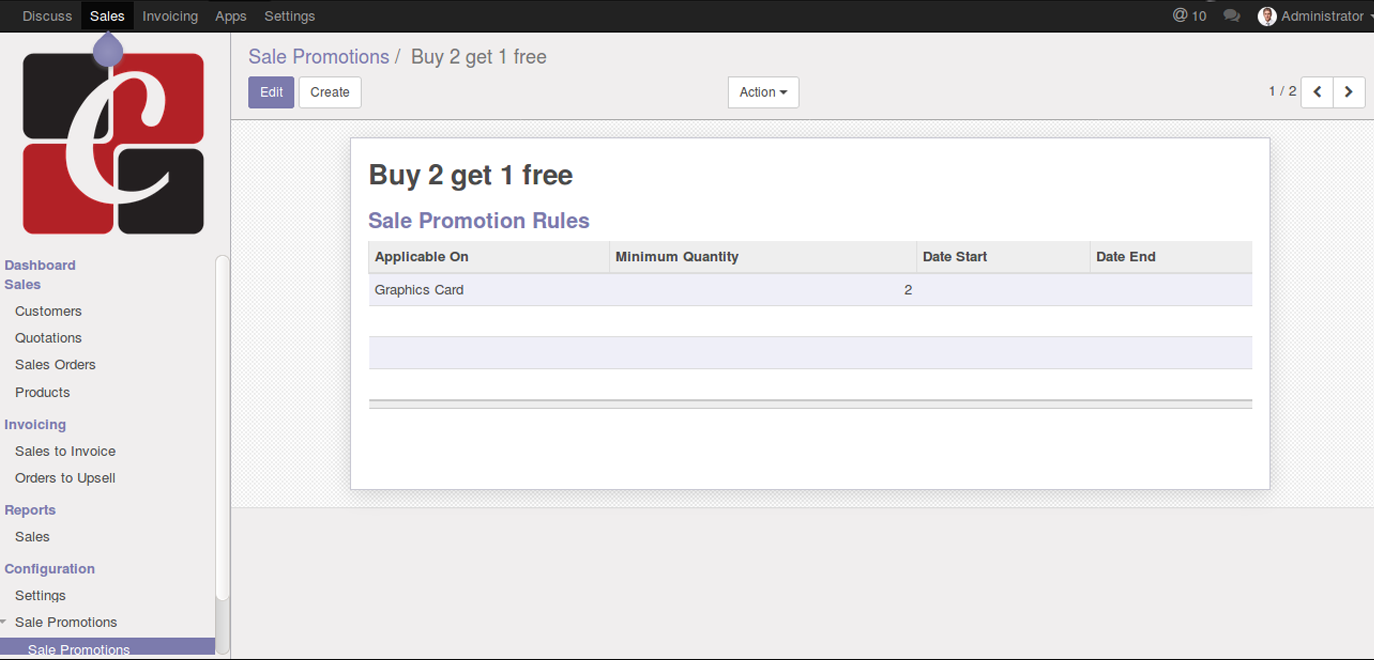 Discuss Sales Invoicing Apps Settings @ 10 Administrator
Sale Promotions / Buy 2 get 1 free
Edit Create Action 1 / 2
C
Buy 2 get 1 free
Sale Promotion Rules
Applicable On Minimum Quantity Date Start Date End
Graphics Card 2
Dashboard
Sales
Customers
Quotations
Sales Orders
Products
Invoicing
Sales to Invoice
Orders to Upsell
Reports
Sales
Configuration
Settings
Sale Promotions
Sale Promotions